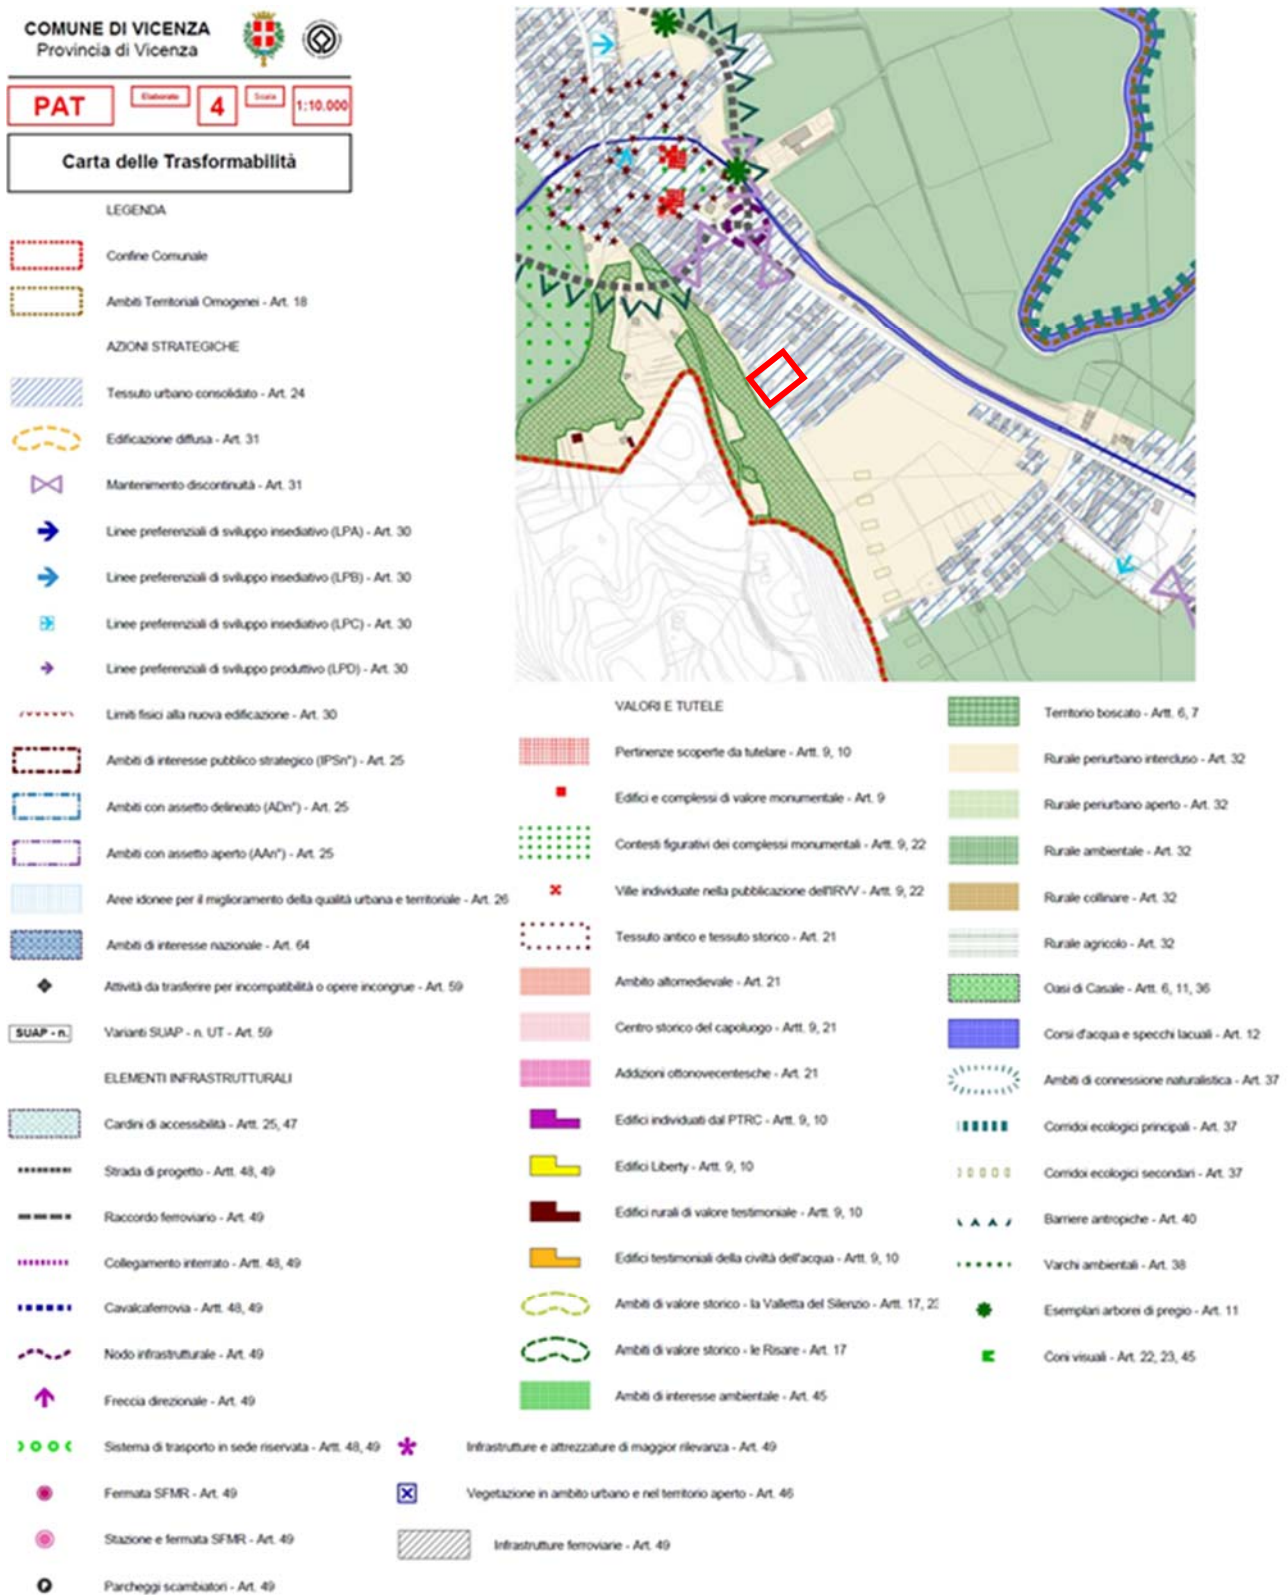 COMUNE DI VICENZA
Provincia di Vicenza
PAT
Elaborato
4
Scala
1:10.000
Carta delle Trasformabilità
LEGENDA
Confine Comunale
Ambiti Territoriali Omogenei - Art. 18
AZIONI STRATEGICHE
Tessuto urbano consolidato - Art. 24
Edificazione diffusa - Art. 31
Mantenimento discontinuità - Art. 31
Linee preferenziali di sviluppo insediativo (LPA) - Art. 30
Linee preferenziali di sviluppo insediativo (LPB) - Art. 30
Linee preferenziali di sviluppo insediativo (LPC) - Art. 30
Linee preferenziali di sviluppo produttivo (LPD) - Art. 30
Limiti fisici alla nuova edificazione - Art. 30
Ambiti di interesse pubblico strategico (IPSn°) - Art. 25
Ambiti con assetto delineato (ADn°) - Art. 25
Ambiti con assetto aperto (AAn°) - Art. 25
Aree idonee per il miglioramento della qualità urbana e territoriale - Art. 26
Ambiti di interesse nazionale - Art. 64
Attività da trasferire per incompatibilità o opere incongrue - Art. 59
SUAP - n.
Varianti SUAP - n. UT - Art. 59
ELEMENTI INFRASTRUTTURALI
Cardini di accessibilità - Artt. 25, 47
Strada di progetto - Artt. 48, 49
Raccordo ferroviario - Art. 49
Collegamento interrato - Artt. 48, 49
Cavalcaferrovia - Artt. 48, 49
Nodo infrastrutturale - Art. 49
Freccia direzionale - Art. 49
Sistema di trasporto in sede riservata - Artt. 48, 49
Fermata SFMR - Art. 49
Stazione e fermata SFMR - Art. 49
P
Parcheggi scambiatori - Art. 49
Infrastrutture e attrezzature di maggior rilevanza - Art. 49
Vegetazione in ambito urbano e nel territorio aperto - Art. 46
Infrastrutture ferroviarie - Art. 49
VALORI E TUTELE
Pertinenze scoperte da tutelare - Artt. 9, 10
Edifici e complessi di valore monumentale - Art. 9
Contesti figurativi dei complessi monumentali - Artt. 9, 22
Ville individuate nella pubblicazione dell'IRVV - Artt. 9, 22
Tessuto antico e tessuto storico - Art. 21
Ambito altomedievale - Art. 21
Centro storico del capoluogo - Artt. 9, 21
Addizioni ottonovecentesche - Art. 21
Edifici individuati dal PTRC - Artt. 9, 10
Edifici Liberty - Artt. 9, 10
Edifici rurali di valore testimoniale - Artt. 9, 10
Edifici testimoniali della civiltà dell'acqua - Artt. 9, 10
Ambiti di valore storico - la Valletta del Silenzio - Artt. 17, 23
Ambiti di valore storico - le Risare - Art. 17
Ambiti di interesse ambientale - Art. 45
Territorio boscato - Artt. 6, 7
Rurale periurbano intercluso - Art. 32
Rurale periurbano aperto - Art. 32
Rurale ambientale - Art. 32
Rurale collinare - Art. 32
Rurale agricolo - Art. 32
Oasi di Casale - Artt. 6, 11, 36
Corsi d'acqua e specchi lacuali - Art. 12
Ambiti di connessione naturalistica - Art. 37
Corridoi ecologici principali - Art. 37
Corridoi ecologici secondari - Art. 37
Barriere antropiche - Art. 40
Varchi ambientali - Art. 38
Esemplari arborei di pregio - Art. 11
Coni visuali - Art. 22, 23, 45